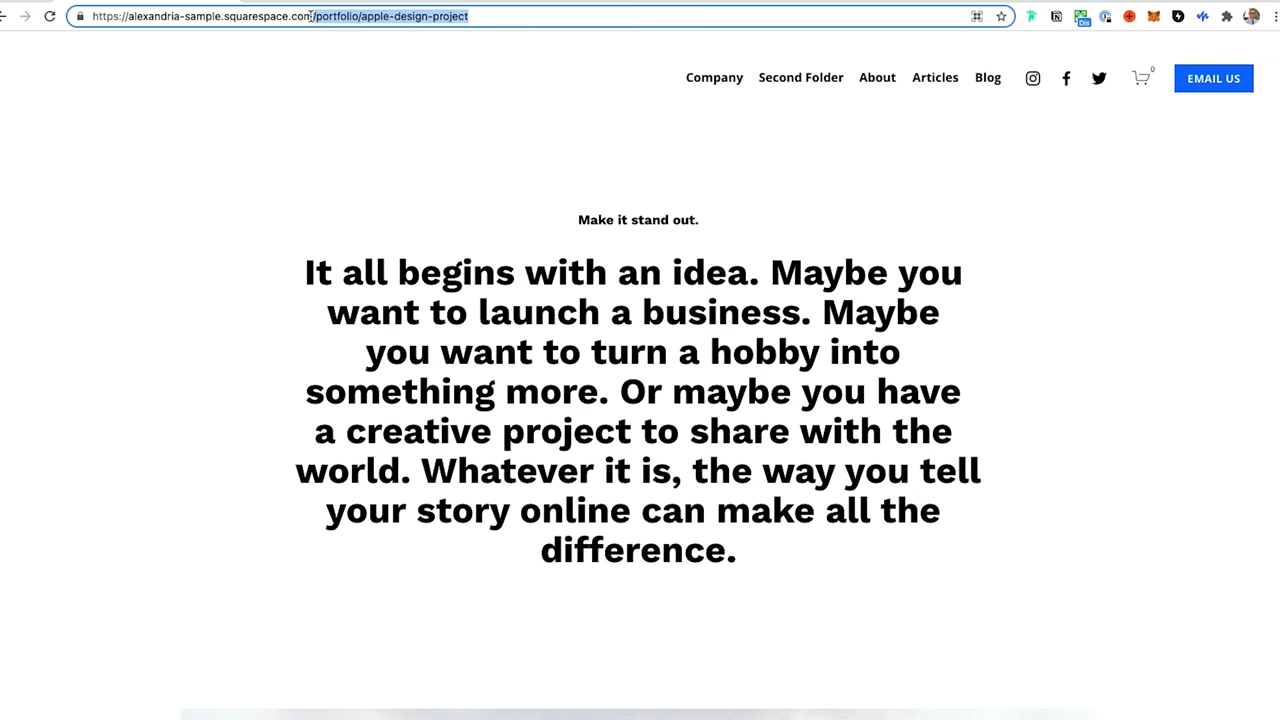 https://alexandria-sample.squarespace.com/portfolio/apple-design-project
Dis
Company Second Folder About Articles Blog 0 EMAIL US
Make it stand out.
It all begins with an idea. Maybe you
want to launch a business. Maybe
you want to turn a hobby into
something more. Or maybe you have
a creative project to share with the
world. Whatever it is, the way you tell
your story online can make all the
difference.